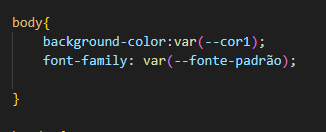 body{
background-color:var(--cor1);
font-family: var(--fonte-padrão);
}